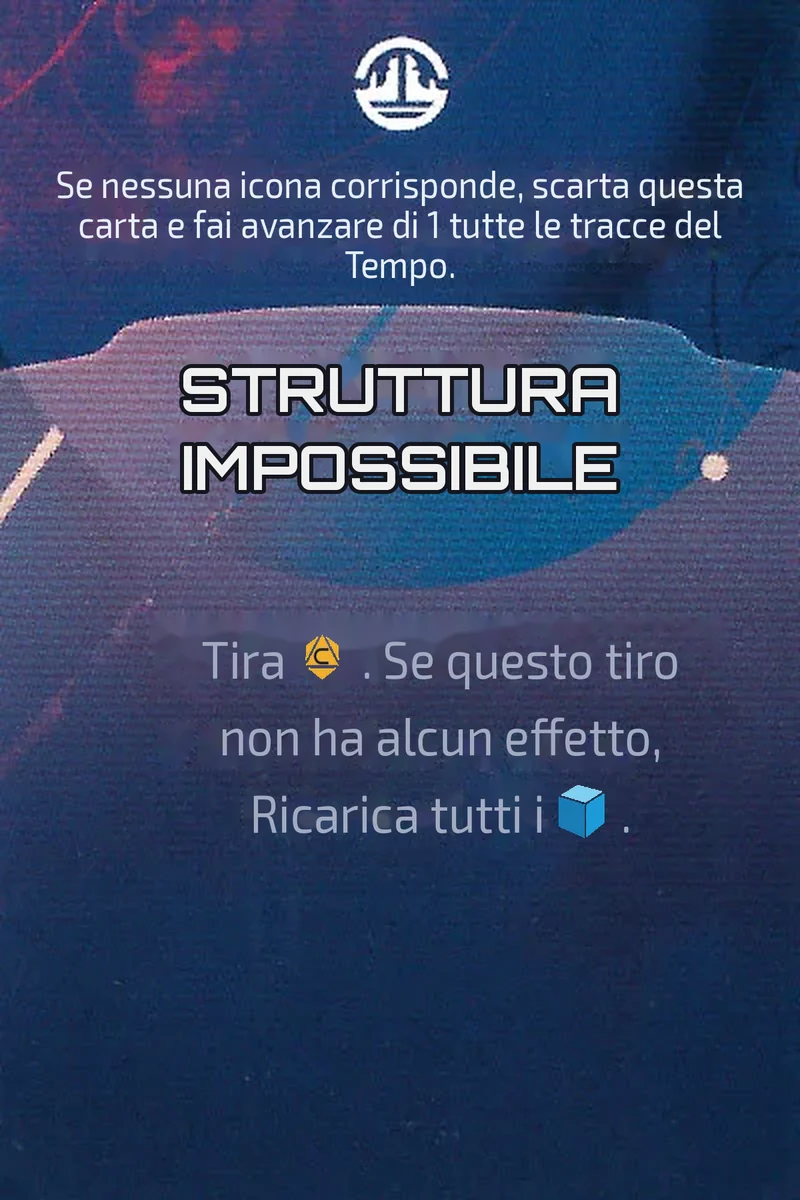 Se nessuna icona corrisponde, scarta questa
carta e fai avanzare di 1 tutte le tracce del
Tempo.
STRUTTURA
IMPOSSIBILE
Tira C . Se questo tiro
non ha alcun effetto,
Ricarica tutti i .